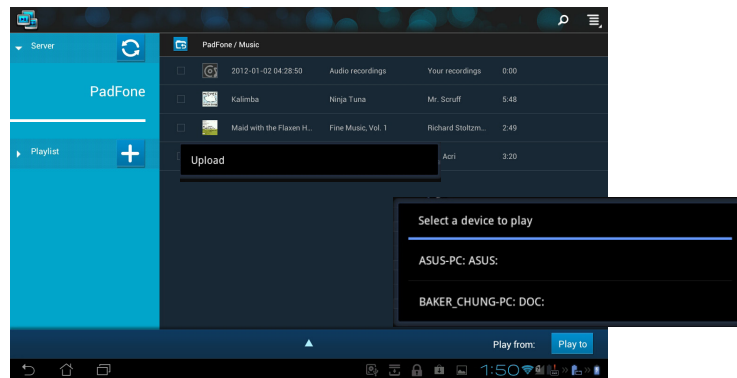 Server
PadFone / Music
PadFone
2012-01-02 04:28:50 Audio recordings Your recordings 0:00
Kalimba Ninja Tuna Mr. Scruff 5:48
Maid with the Flaxen H... Fine Music, Vol. 1 Richard Stoltzm... 2:49
Playlist
Acri 3:20
Upload
Select a device to play
ASUS-PC: ASUS:
BAKER_CHUNG-PC: DOC:
Play from: Play to
1:50